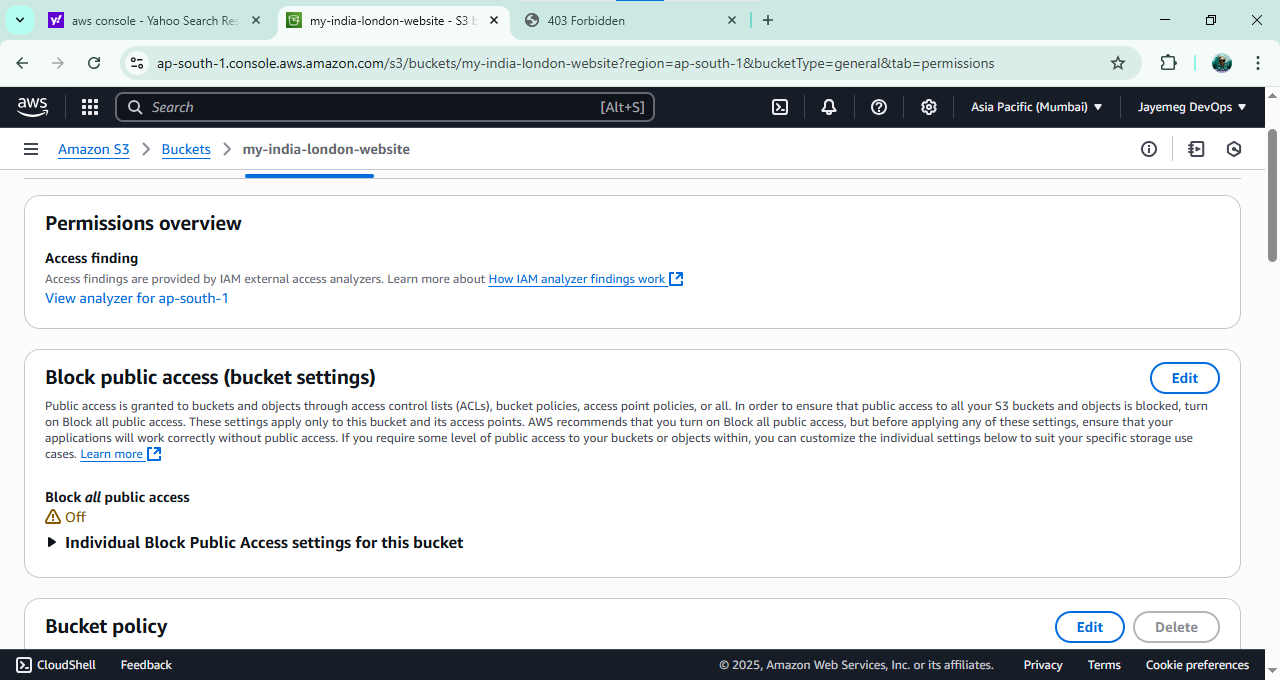 aws console - Yahoo Search Res
my-india-london-website - S3 b
403 Forbidden
ap-south-1.console.aws.amazon.com/s3/buckets/my-india-london-website?region=ap-south-1&bucketType=general&tab=permissions
aws
Search
[Alt+S]
Asia Pacific (Mumbai)
Jayemeg DevOps
Amazon S3
Buckets
my-india-london-website
Permissions overview
Access finding
Access findings are provided by IAM external access analyzers. Learn more about How IAM analyzer findings work
View analyzer for ap-south-1
Block public access (bucket settings)
Edit
Public access is granted to buckets and objects through access control lists (ACLs), bucket policies, access point policies, or all. In order to ensure that public access to all your S3 buckets and objects is blocked, turn
on Block all public access. These settings apply only to this bucket and its access points. AWS recommends that you turn on Block all public access, but before applying any of these settings, ensure that your
applications will work correctly without public access. If you require some level of public access to your buckets or objects within, you can customize the individual settings below to suit your specific storage use
cases. Learn more
Block all public access
Off
Individual Block Public Access settings for this bucket
Bucket policy
Edit
Delete
CloudShell
Feedback
© 2025, Amazon Web Services, Inc. or its affiliates.
Privacy
Terms
Cookie preferences